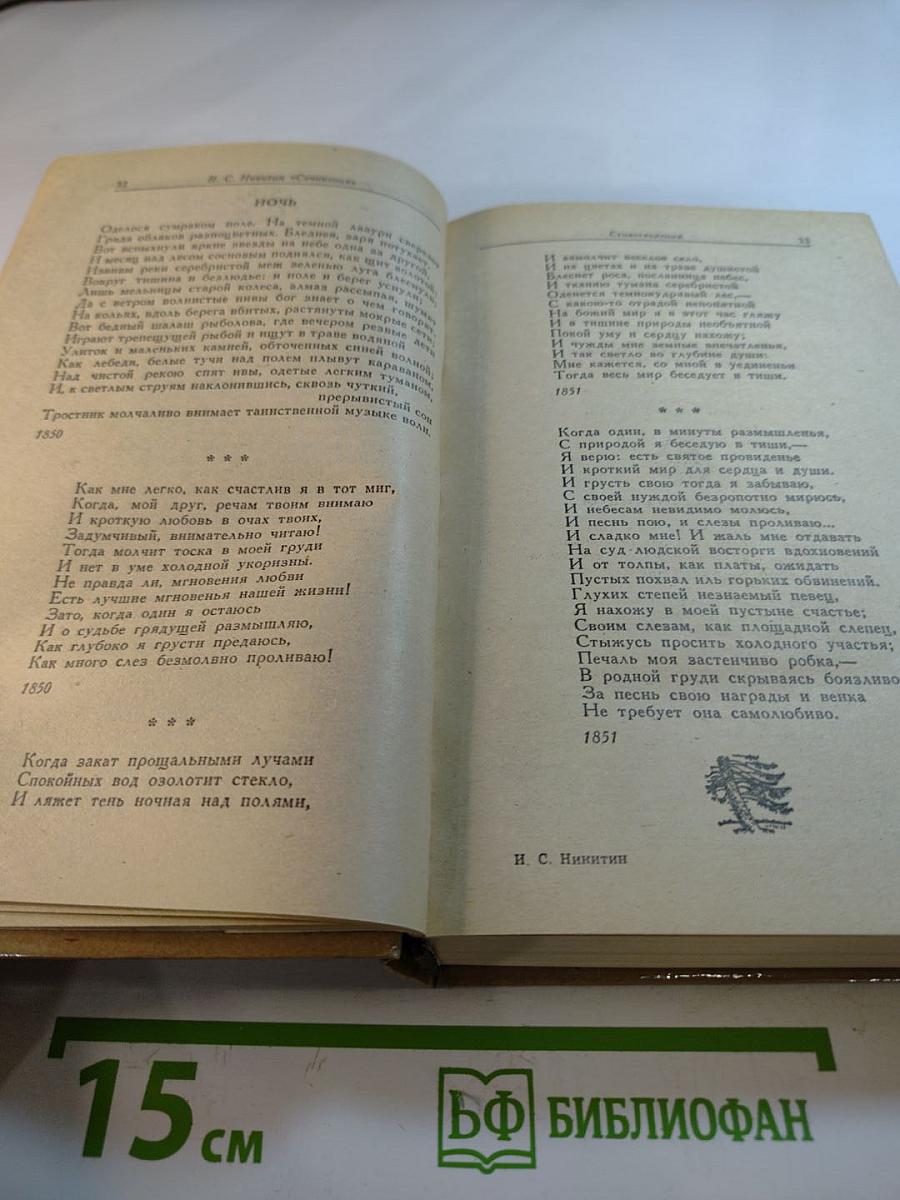 32
И. С. Никитин «Сочинения»
НОЧЬ
Оделося сумраком поле. На темной лазури сверкает
Гряда облаков разноцветных. Бледнея, заря потухает.
Вот вспыхнули яркие звезды на небе одна за другой,
И месяц над лесом сосновым поднялся, как щит золотой;
Извивы реки серебристой меж зеленью луга блеснули;
Вокруг тишина и безлюдье: и поле и берег уснули;
Лишь мельницы старой колеса, алмаз рассыпая, шумят
Да с ветром волнистые нивы бог знает о чем говорят.
На кольях, вдоль берега вбитых, растянуты мокрые сети;
Вот бедный шалаш рыболова, где вечером резвые дети
Играют трепещущей рыбой и ищут в траве водяной
Улиток и маленьких камней, обточенных синей волной;
Как лебеди, белые тучи над полем плывут караваном,
Над чистой рекою спят ивы, одетые легким туманом,
И, к светлым струям наклонившись, сквозь чуткий,
прерывистый сон
Тростник молчаливо внимает таинственной музыке волн.
1850
* * *
Как мне легко, как счастлив я в тот миг,
Когда, мой друг, речам твоим внимаю
И кроткую любовь в очах твоих,
Задумчивый, внимательно читаю!
Тогда молчит тоска в моей груди
И нет в уме холодной укоризны.
Не правда ли, мгновения любви
Есть лучшие мгновенья нашей жизни!
Зато, когда один я остаюсь
И о судьбе грядущей размышляю,
Как глубоко я грусти предаюсь,
Как много слез безмолвно проливаю!
1850
* * *
Когда закат прощальными лучами
Спокойных вод озолотит стекло,
И ляжет тень ночная над полями,
Стихотворения
33
И замолчит веселое село,
И на цветах и на траве душистой
Блеснет роса, посланница небес,
И тканию тумана серебристой
Оденется темнокудрявый лес,—
С какою-то отрадой непонятной
На божий мир я в этот час гляжу
И в тишине природы необъятной
Покой уму и сердцу нахожу;
И чужды мне земные впечатленья,
И так светло во глубине души:
Мне кажется, со мной в уединеньи
Тогда весь мир беседует в тиши.
1851
* * *
Когда один, в минуты размышленья,
С природой я беседую в тиши,—
Я верю: есть святое провиденье
И кроткий мир для сердца и души.
И грусть свою тогда я забываю,
С своей нуждой безропотно мирюсь,
И небесам невидимо молюсь,
И песнь пою, и слезы проливаю...
И сладко мне! И жаль мне отдавать
На суд людской восторги вдохновений
И от толпы, как платы, ожидать
Пустых похвал иль горьких обвинений.
Глухих степей незнаемый певец,
Я нахожу в моей пустыне счастье;
Своим слезам, как площадной слепец,
Стыжусь просить холодного участья;
Печаль моя застенчиво робка,—
В родной груди скрываясь боязливо
За песнь свою награды и венка
Не требует она самолюбиво.
1851
И. С. Никитин
15 см
БФ БИБЛИОФАН